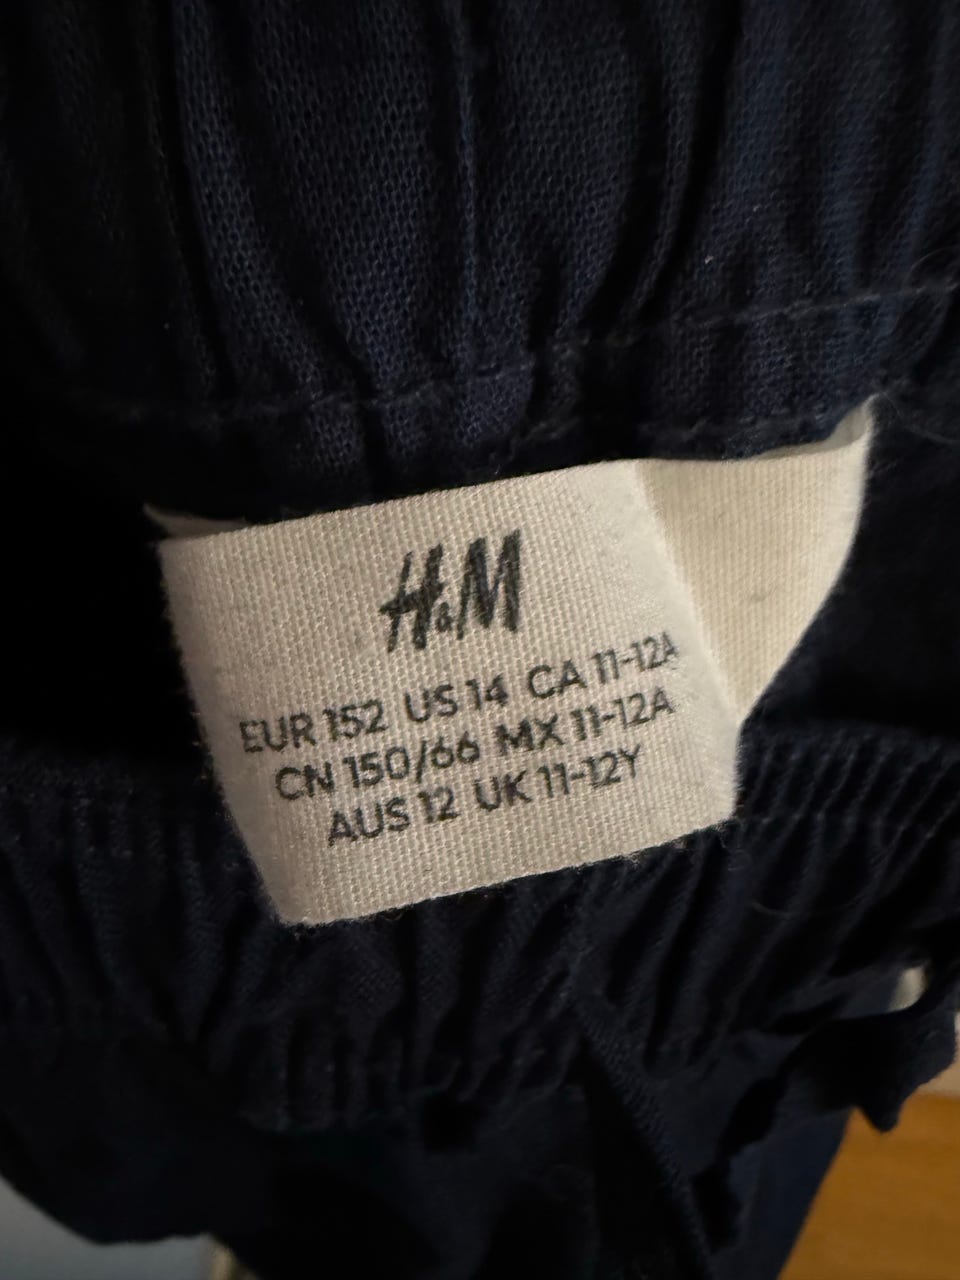 H&M
EUR 152 US 14 CA 11-12A
CN 150/66 MX 11-12A
AUS 12 UK 11-12Y